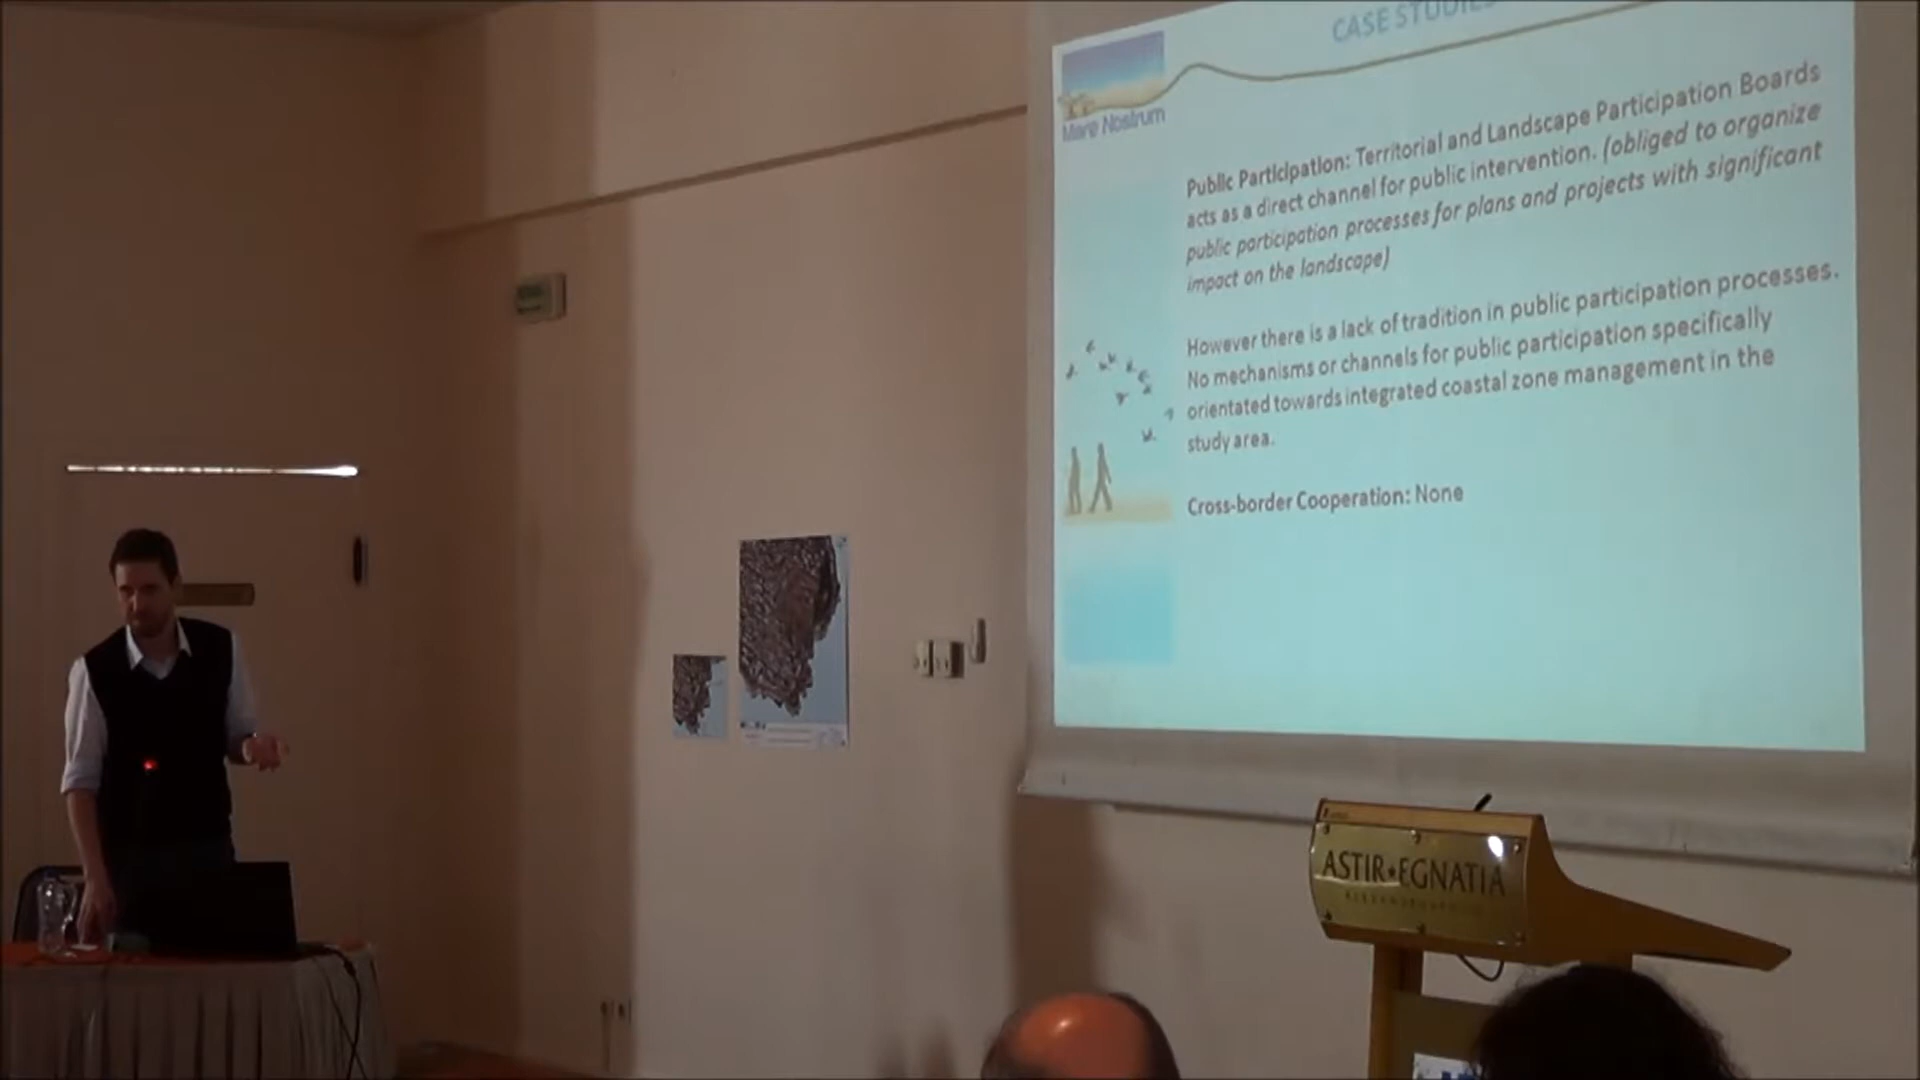 CASE STUDIES
Mare Nostrum
Public Participation: Territorial and Landscape Participation Boards
acts as a direct channel for public intervention. (obliged to organize
public participation processes for plans and projects with significant
impact on the landscape)
However there is a lack of tradition in public participation processes.
No mechanisms or channels for public participation specifically
orientated towards integrated coastal zone management in the
study area.
Cross-border Cooperation: None
ASTIR★EGNATIA